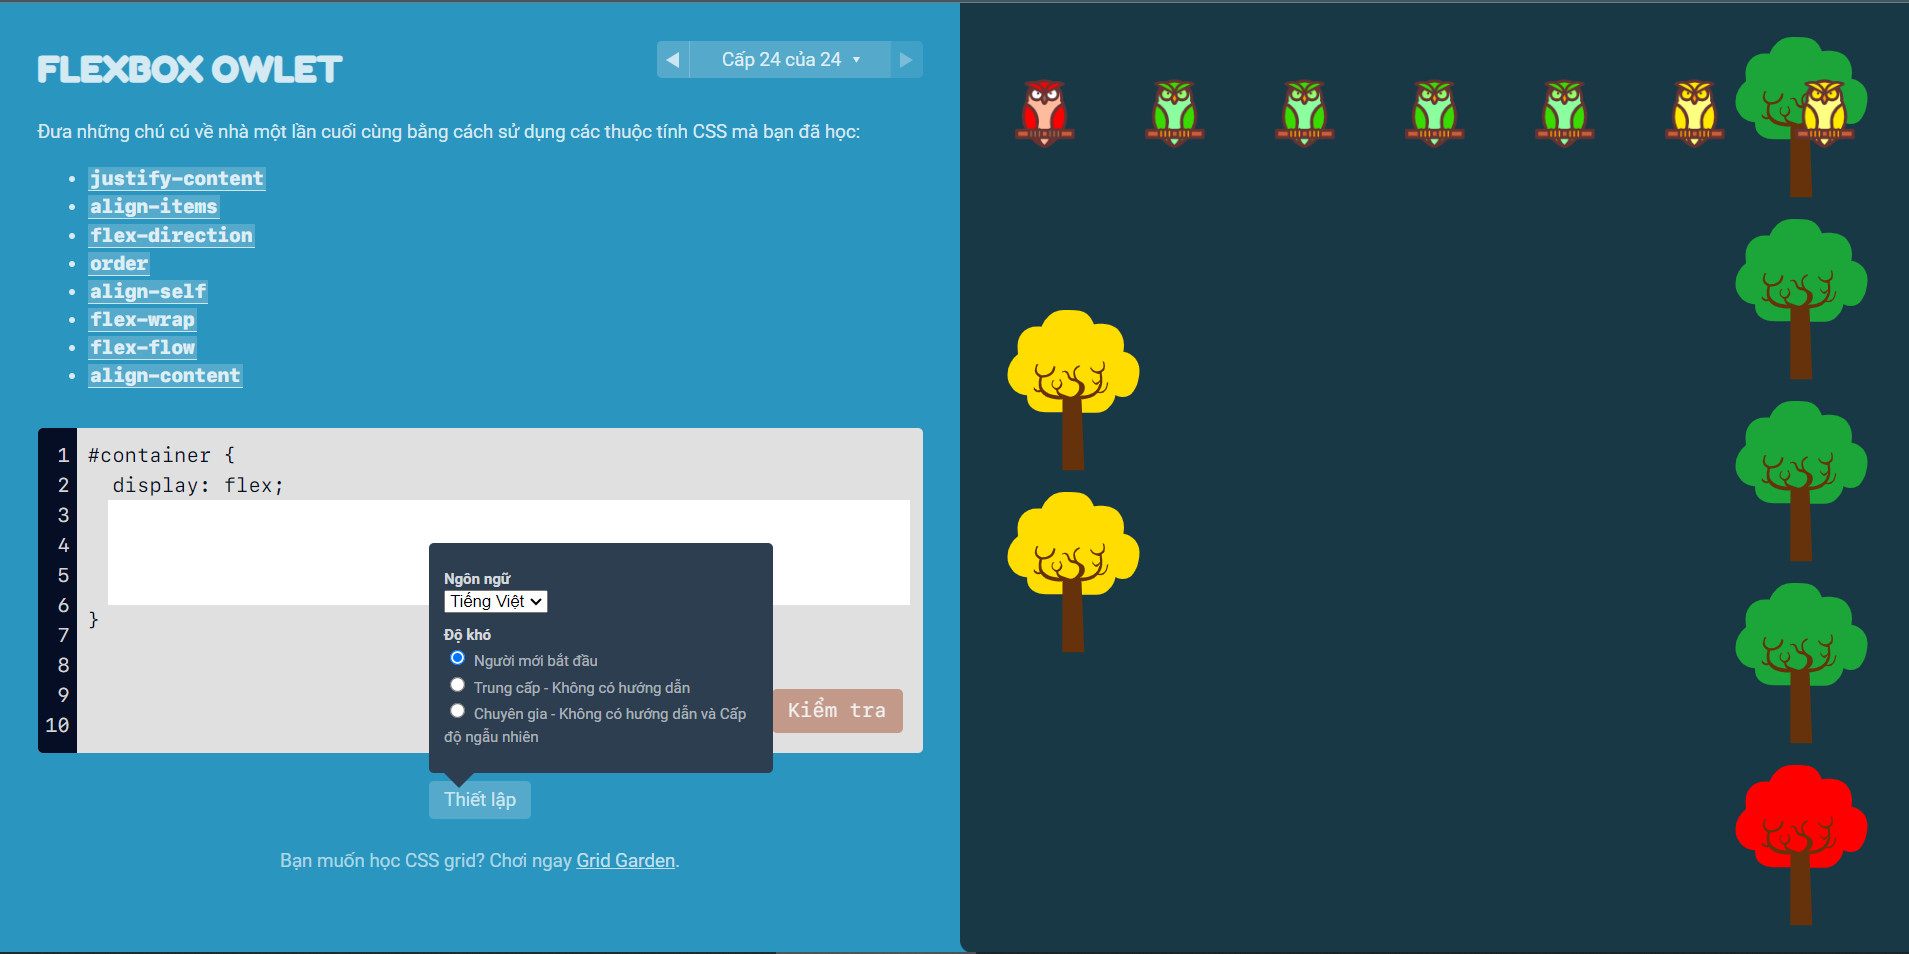 FLEXBOX OWLET
◀ Cấp 24 của 24 ▾ ▶
Đưa những chú cú về nhà một lần cuối cùng bằng cách sử dụng các thuộc tính CSS mà bạn đã học:
• justify-content
• align-items
• flex-direction
• order
• align-self
• flex-wrap
• flex-flow
• align-content
1 #container {
2 display: flex;
3
4
5
6 }
7
8
9
10
Ngôn ngữ
Tiếng Việt
Độ khó
Người mới bắt đầu
Trung cấp - Không có hướng dẫn
Chuyên gia - Không có hướng dẫn và Cấp
độ ngẫu nhiên
Kiểm tra
Thiết lập
Bạn muốn học CSS grid? Chơi ngay Grid Garden.